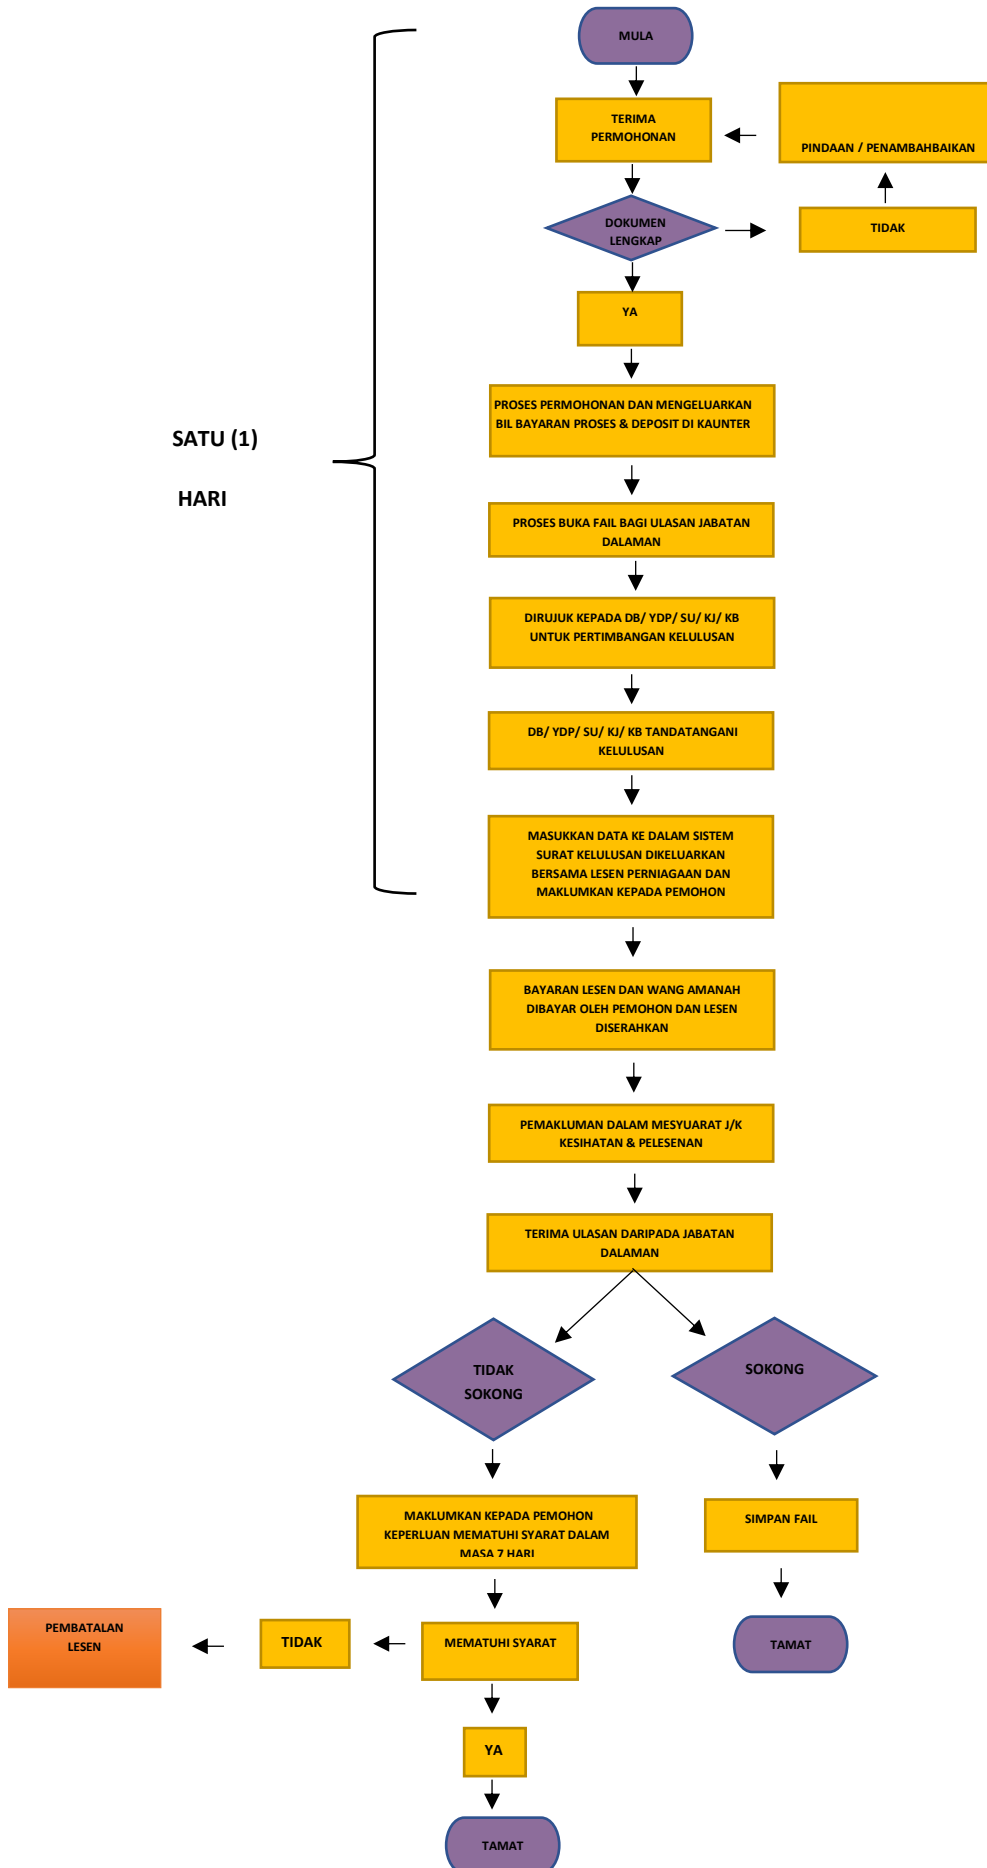 MULA
TERIMA
PERMOHONAN
PINDAAN / PENAMBAHBAIKAN
DOKUMEN
LENGKAP
TIDAK
YA
PROSES PERMOHONAN DAN MENGELUARKAN
BIL BAYARAN PROSES & DEPOSIT DI KAUNTER
SATU (1)
HARI
PROSES BUKA FAIL BAGI ULASAN JABATAN
DALAMAN
DIRUJUK KEPADA DB/ YDP/ SU/ KJ/ KB
UNTUK PERTIMBANGAN KELULUSAN
DB/ YDP/ SU/ KJ/ KB TANDATANGANI
KELULUSAN
MASUKKAN DATA KE DALAM SISTEM
SURAT KELULUSAN DIKELUARKAN
BERSAMA LESEN PERNIAGAAN DAN
MAKLUMKAN KEPADA PEMOHON
BAYARAN LESEN DAN WANG AMANAH
DIBAYAR OLEH PEMOHON DAN LESEN
DISERAHKAN
PEMAKLUMAN DALAM MESYUARAT J/K
KESIHATAN & PELESENAN
TERIMA ULASAN DARIPADA JABATAN
DALAMAN
TIDAK
SOKONG
SOKONG
MAKLUMKAN KEPADA PEMOHON
KEPERLUAN MEMATUHI SYARAT DALAM
MASA 7 HARI
SIMPAN FAIL
PEMBATALAN
LESEN
TIDAK
MEMATUHI SYARAT
TAMAT
YA
TAMAT